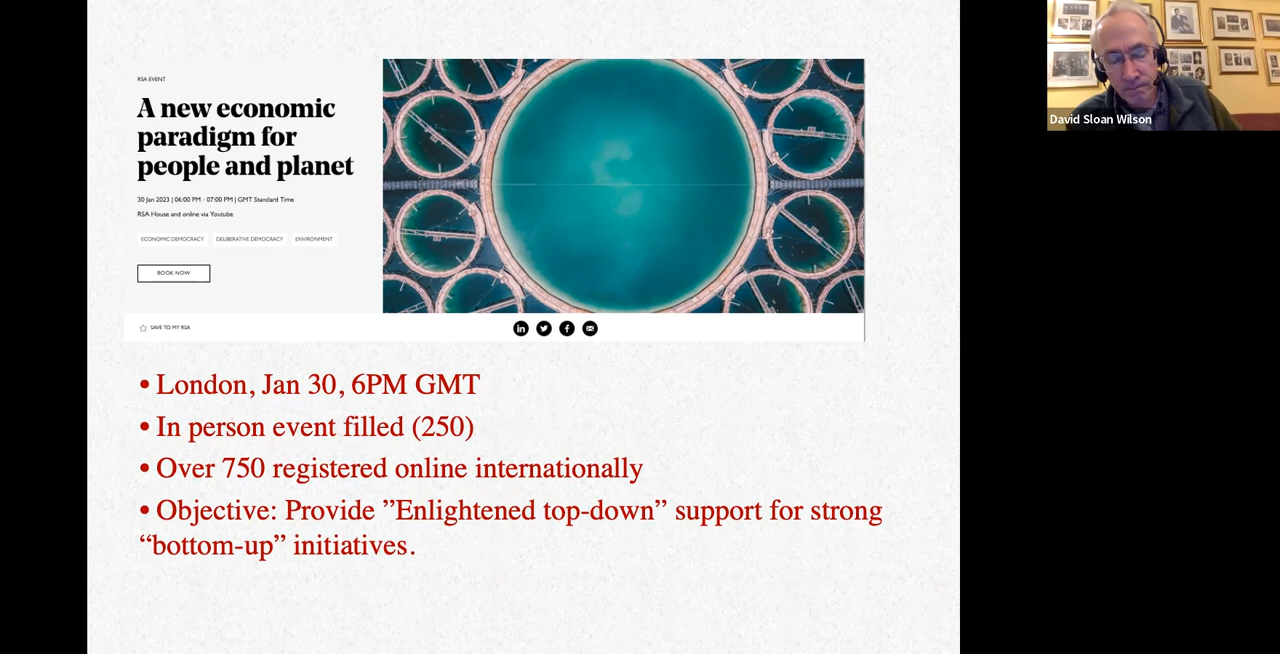 RSA EVENT
A new economic
paradigm for
people and planet
30 Jan 2023 | 06:00 PM - 07:00 PM | GMT Standard Time
RSA House and online via Youtube
ECONOMIC DEMOCRACY DELIBERATIVE DEMOCRACY ENVIRONMENT
BOOK NOW
SAVE TO MY RSA
in f
• London, Jan 30, 6PM GMT
• In person event filled (250)
• Over 750 registered online internationally
• Objective: Provide ”Enlightened top-down” support for strong
“bottom-up” initiatives.
David Sloan Wilson